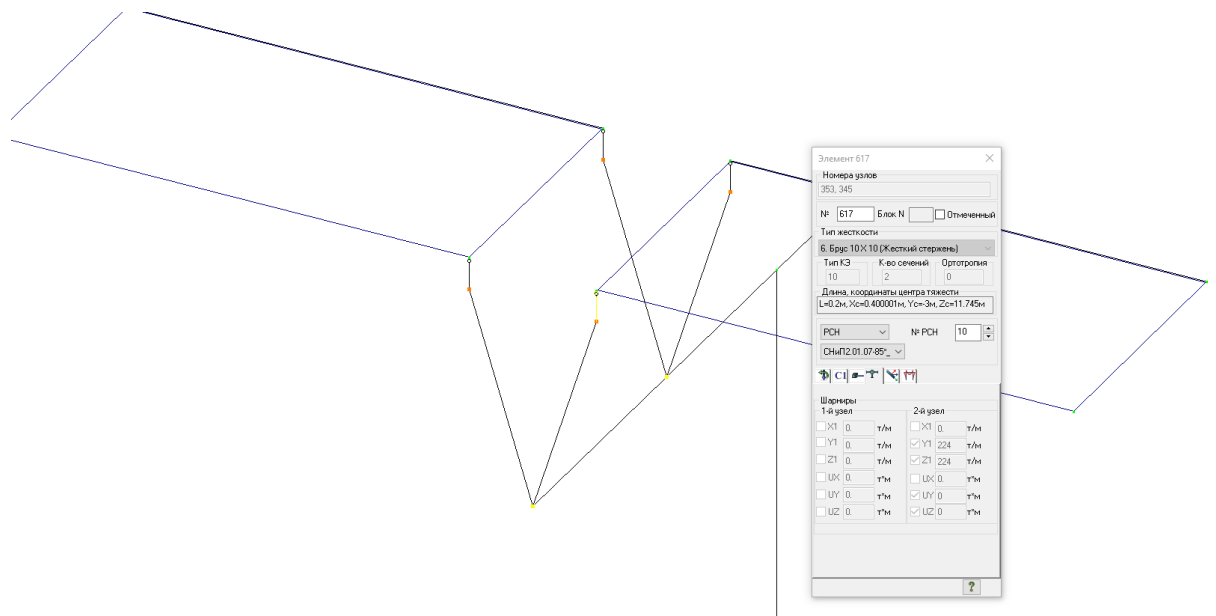 Элемент 617
Номера узлов
353, 345
№ 617 Блок N Отмеченный
Тип жесткости
6. Брус 10 X 10 (Жесткий стержень)
Тип КЭ К-во сечений Ортотропия
10 2 0
Длина, координаты центра тяжести
L=0.2м, Xc=0.400001м, Yc=-3м, Zc=11.745м
РСН № РСН 10
СНиП2.01.07-85*_
C1
Шарниры
1-й узел 2-й узел
X1 0. т/м X1 0. т/м
Y1 0. т/м Y1 224 т/м
Z1 0. т/м Z1 224 т/м
UX 0. т*м UX 0. т*м
UY 0. т*м UY 0 т*м
UZ 0. т*м UZ 0 т*м
?